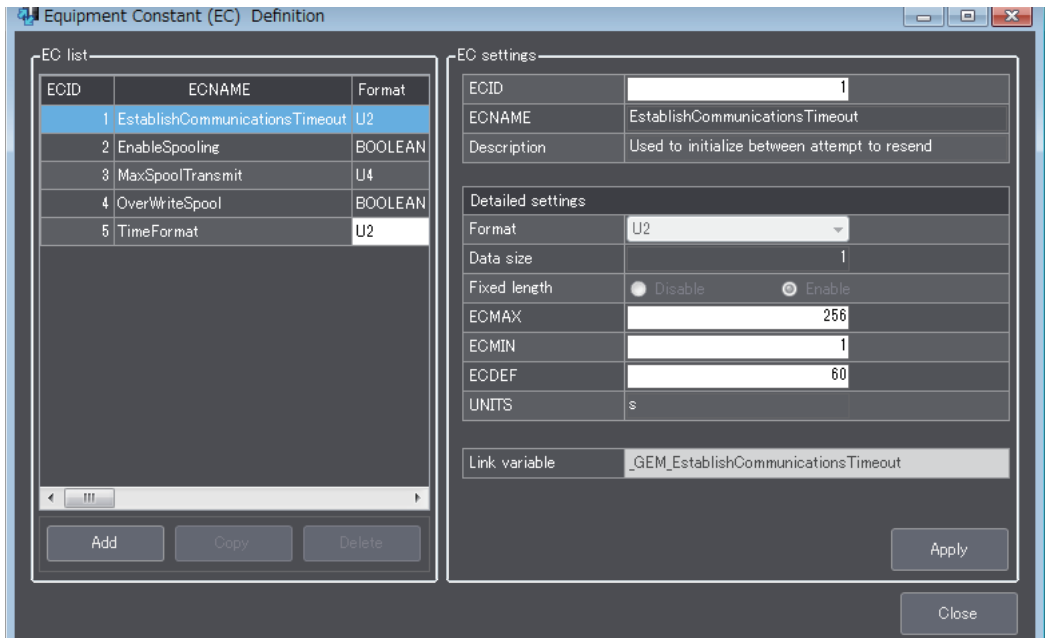 Equipment Constant (EC) Definition
EC list
ECID ECNAME Format
1 EstablishCommunicationsTimeout U2
2 EnableSpooling BOOLEAN
3 MaxSpoolTransmit U4
4 OverWriteSpool BOOLEAN
5 TimeFormat U2
Add Copy Delete
EC settings
ECID 1
ECNAME EstablishCommunicationsTimeout
Description Used to initialize between attempt to resend
Detailed settings
Format U2
Data size 1
Fixed length Disable Enable
ECMAX 256
ECMIN 1
ECDEF 60
UNITS s
Link variable _GEM_EstablishCommunicationsTimeout
Apply
Close